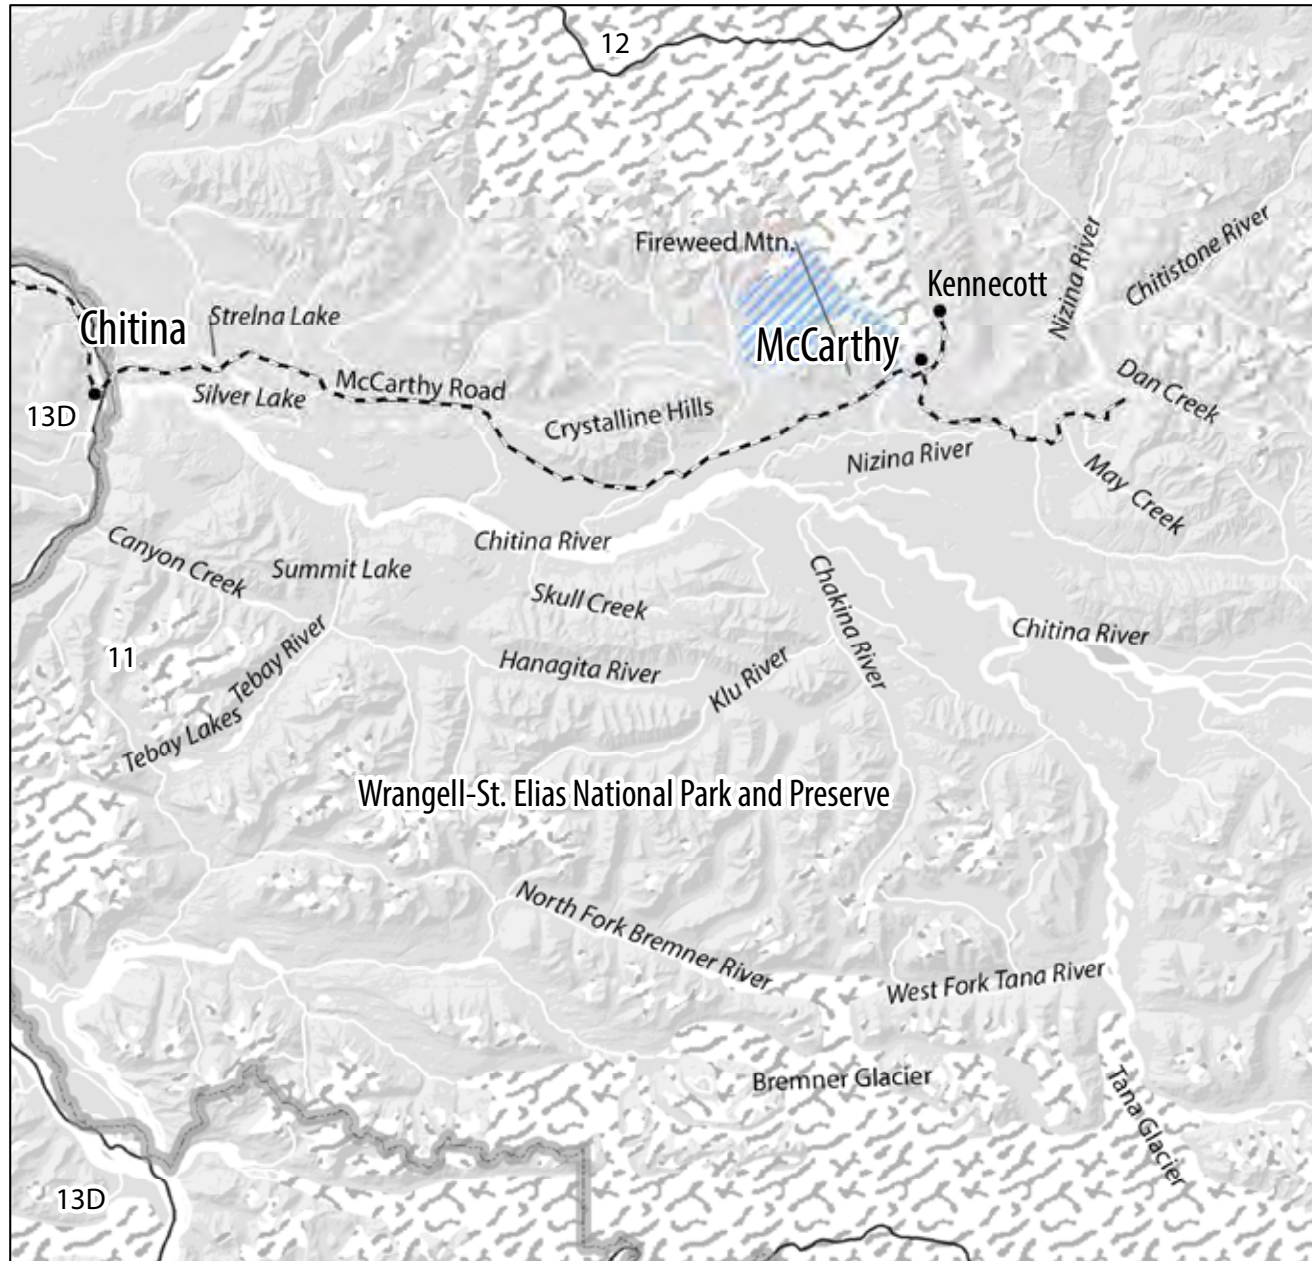 12
Fireweed Mtn.
Kennecott
Nizina River
Chitistone River
Chitina
Strelna Lake
McCarthy
McCarthy Road
Silver Lake
13D
Crystalline Hills
Dan Creek
Nizina River
May Creek
Canyon Creek
Summit Lake
Chitina River
Skull Creek
Chakina River
Chitina River
11
Tebay River
Hanagita River
Klu River
Tebay Lakes
Wrangell-St. Elias National Park and Preserve
North Fork Bremner River
West Fork Tana River
Bremner Glacier
Tana Glacier
13D